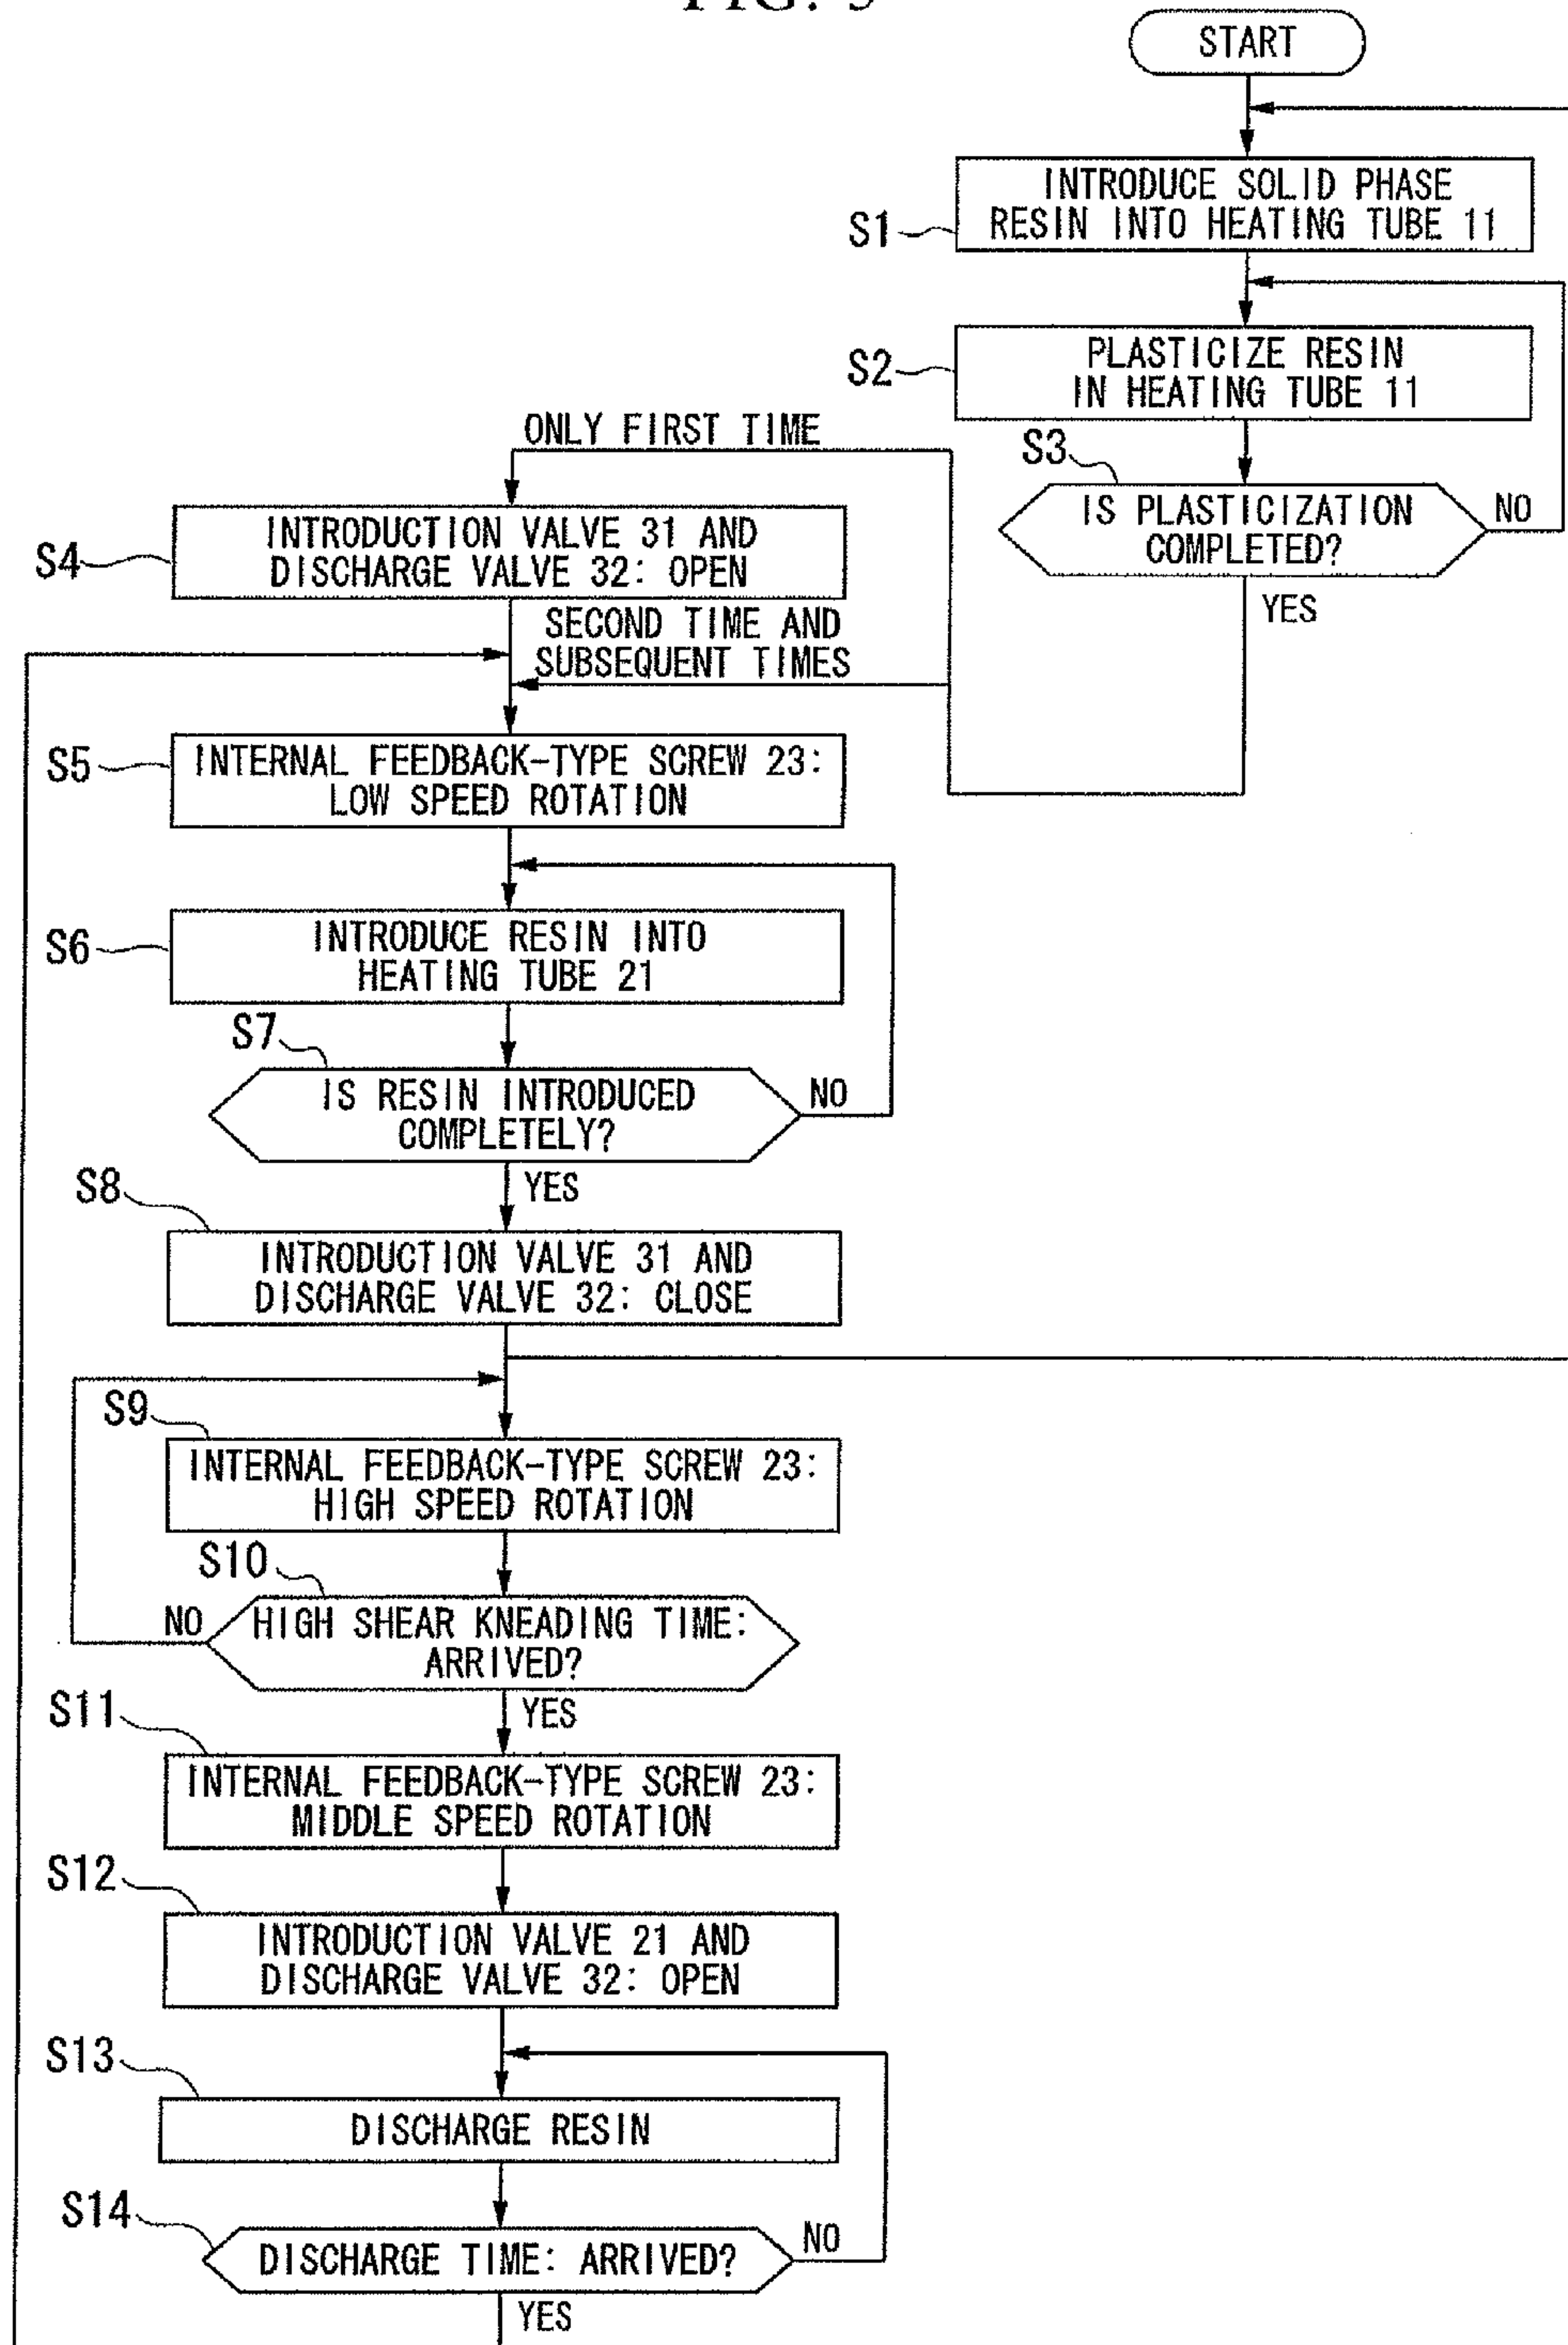 START
INTRODUCE SOLID PHASE
RESIN INTO HEATING TUBE 11
S1
PLASTICIZE RESIN
IN HEATING TUBE 11
S2
S3
IS PLASTICIZATION
COMPLETED?
NO
YES
ONLY FIRST TIME
INTRODUCTION VALVE 31 AND
DISCHARGE VALVE 32: OPEN
S4
SECOND TIME AND
SUBSEQUENT TIMES
S5
INTERNAL FEEDBACK-TYPE SCREW 23:
LOW SPEED ROTATION
S6
INTRODUCE RESIN INTO
HEATING TUBE 21
S7
IS RESIN INTRODUCED
COMPLETELY?
NO
YES
S8
INTRODUCTION VALVE 31 AND
DISCHARGE VALVE 32: CLOSE
S9
INTERNAL FEEDBACK-TYPE SCREW 23:
HIGH SPEED ROTATION
S10
NO
HIGH SHEAR KNEADING TIME:
ARRIVED?
YES
S11
INTERNAL FEEDBACK-TYPE SCREW 23:
MIDDLE SPEED ROTATION
S12
INTRODUCTION VALVE 21 AND
DISCHARGE VALVE 32: OPEN
S13
DISCHARGE RESIN
S14
DISCHARGE TIME: ARRIVED?
NO
YES